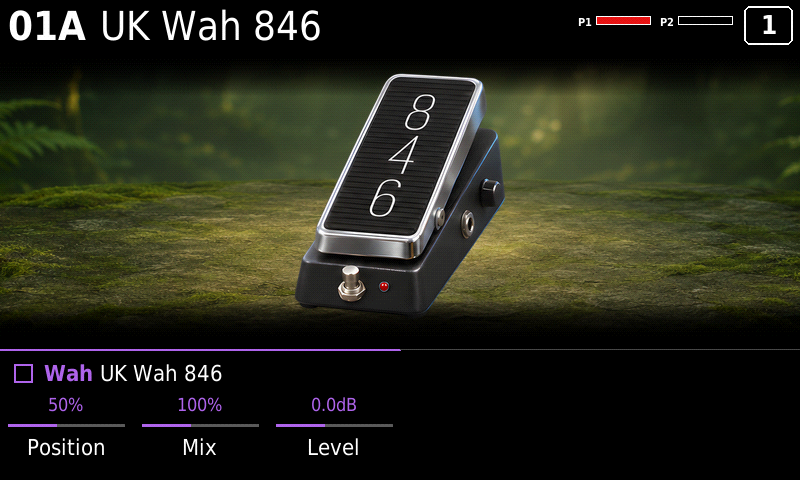 01A UK Wah 846
P1 P2 1
8
4
6
Wah UK Wah 846
50% 100% 0.0dB
Position Mix Level